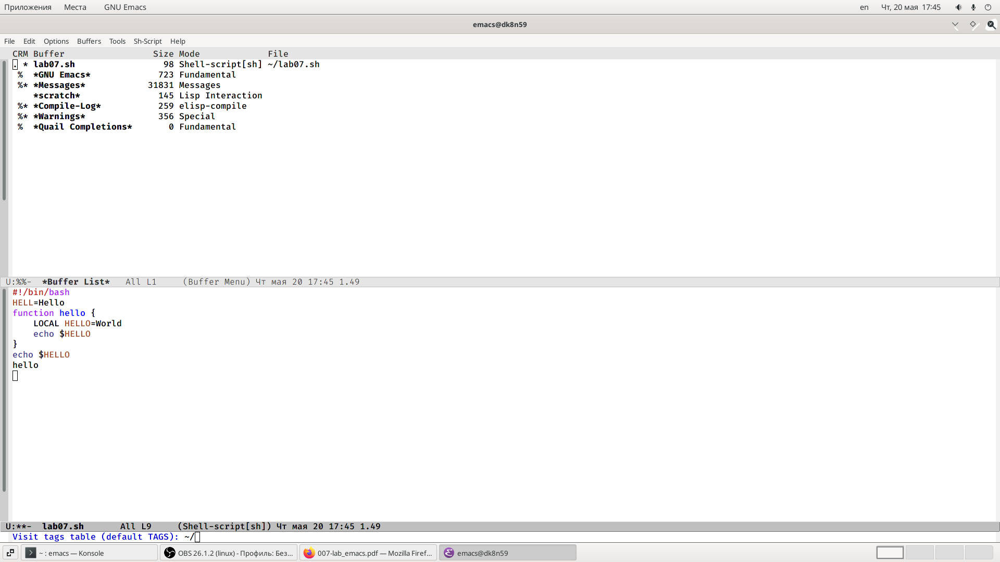 Приложения Места GNU Emacs en Чт, 20 мая 17:45
emacs@dk8n59
File Edit Options Buffers Tools Sh-Script Help
CRM Buffer Size Mode File
. * lab07.sh 98 Shell-script[sh] ~/lab07.sh
% *GNU Emacs* 723 Fundamental
%* *Messages* 31831 Messages
*scratch* 145 Lisp Interaction
%* *Compile-Log* 259 elisp-compile
%* *Warnings* 356 Special
% *Quail Completions* 0 Fundamental
U:%%- *Buffer List* All L1 (Buffer Menu) Чт мая 20 17:45 1.49
#!/bin/bash
HELL=Hello
function hello {
LOCAL HELLO=World
echo $HELLO
}
echo $HELLO
hello
U:**- lab07.sh All L9 (Shell-script[sh]) Чт мая 20 17:45 1.49
Visit tags table (default TAGS): ~/
~ : emacs — Konsole OBS 26.1.2 (linux) - Профиль: Без... 007-lab_emacs.pdf — Mozilla Firef... emacs@dk8n59